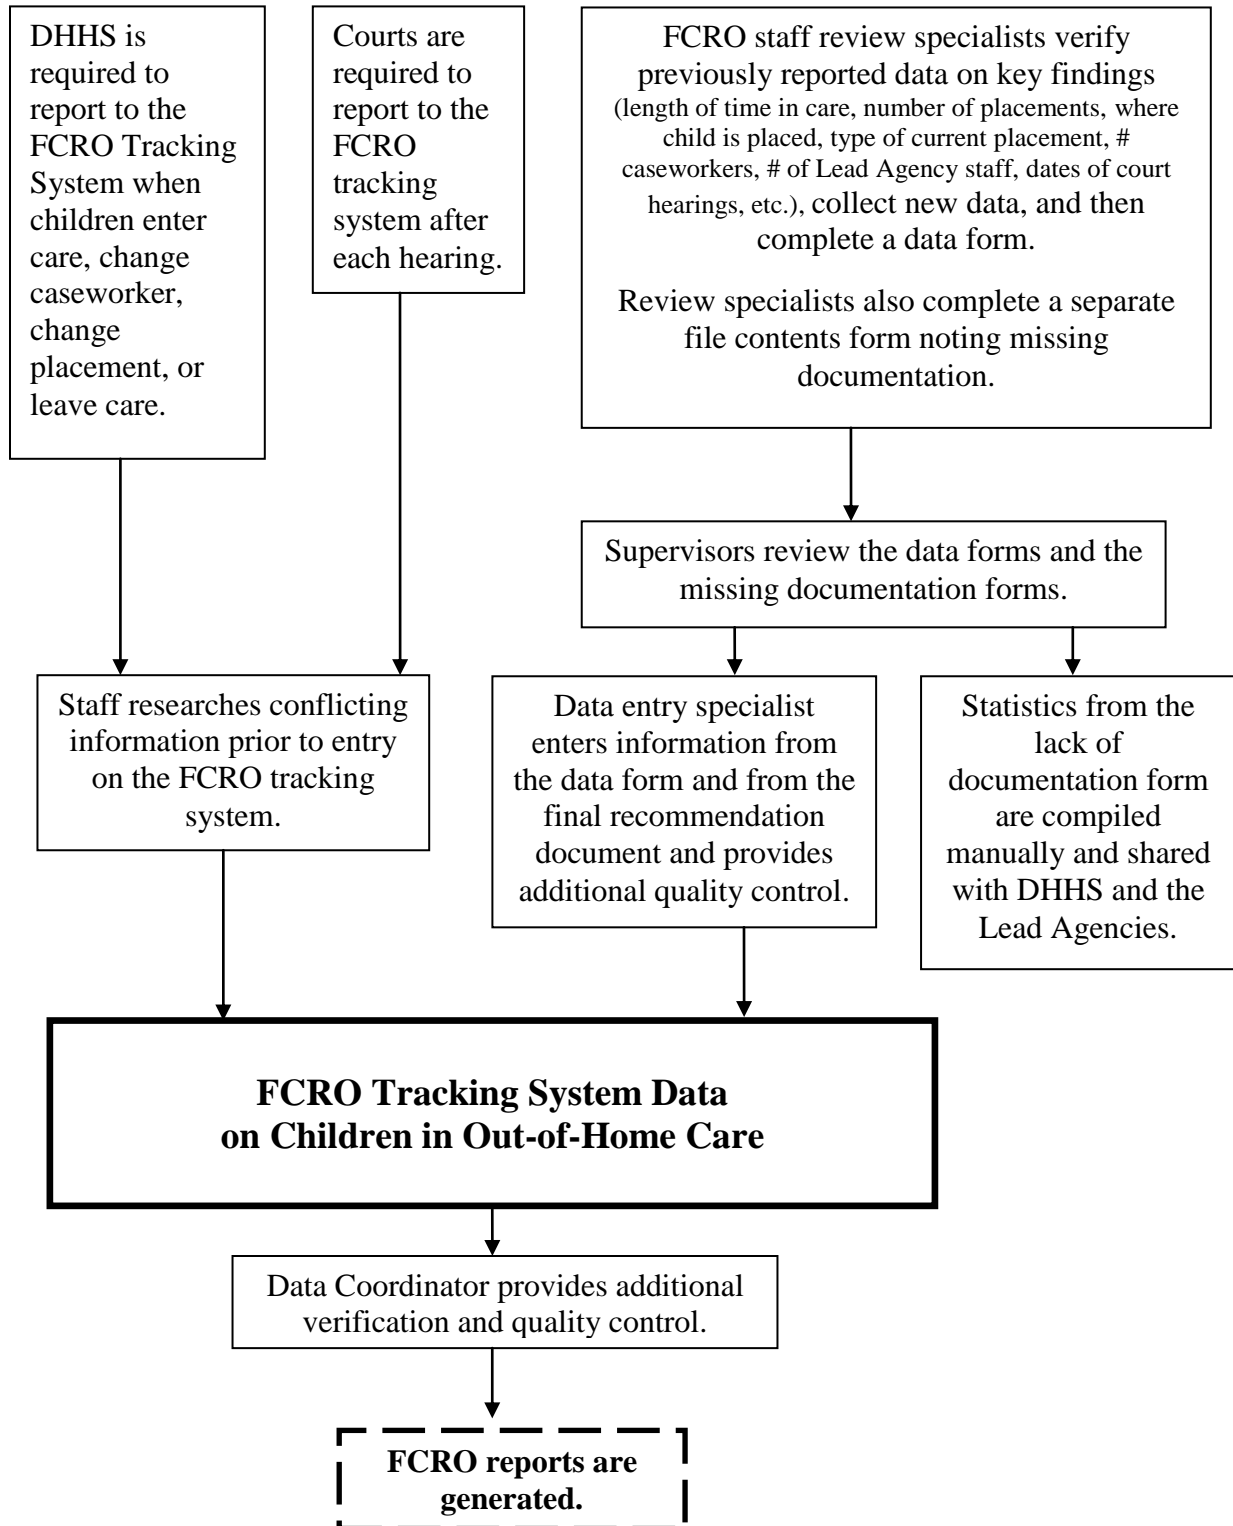 DHHS is
required to
report to the
FCRO Tracking
System when
children enter
care, change
caseworker,
change
placement, or
leave care.
Courts are
required to
report to the
FCRO
tracking
system after
each hearing.
FCRO staff review specialists verify
previously reported data on key findings
(length of time in care, number of placements, where
child is placed, type of current placement, #
caseworkers, # of Lead Agency staff, dates of court
hearings, etc.), collect new data, and then
complete a data form.
Review specialists also complete a separate
file contents form noting missing
documentation.
Supervisors review the data forms and the
missing documentation forms.
Staff researches conflicting
information prior to entry
on the FCRO tracking
system.
Data entry specialist
enters information from
the data form and from the
final recommendation
document and provides
additional quality control.
Statistics from the
lack of
documentation form
are compiled
manually and shared
with DHHS and the
Lead Agencies.
FCRO Tracking System Data
on Children in Out-of-Home Care
Data Coordinator provides additional
verification and quality control.
FCRO reports are
generated.